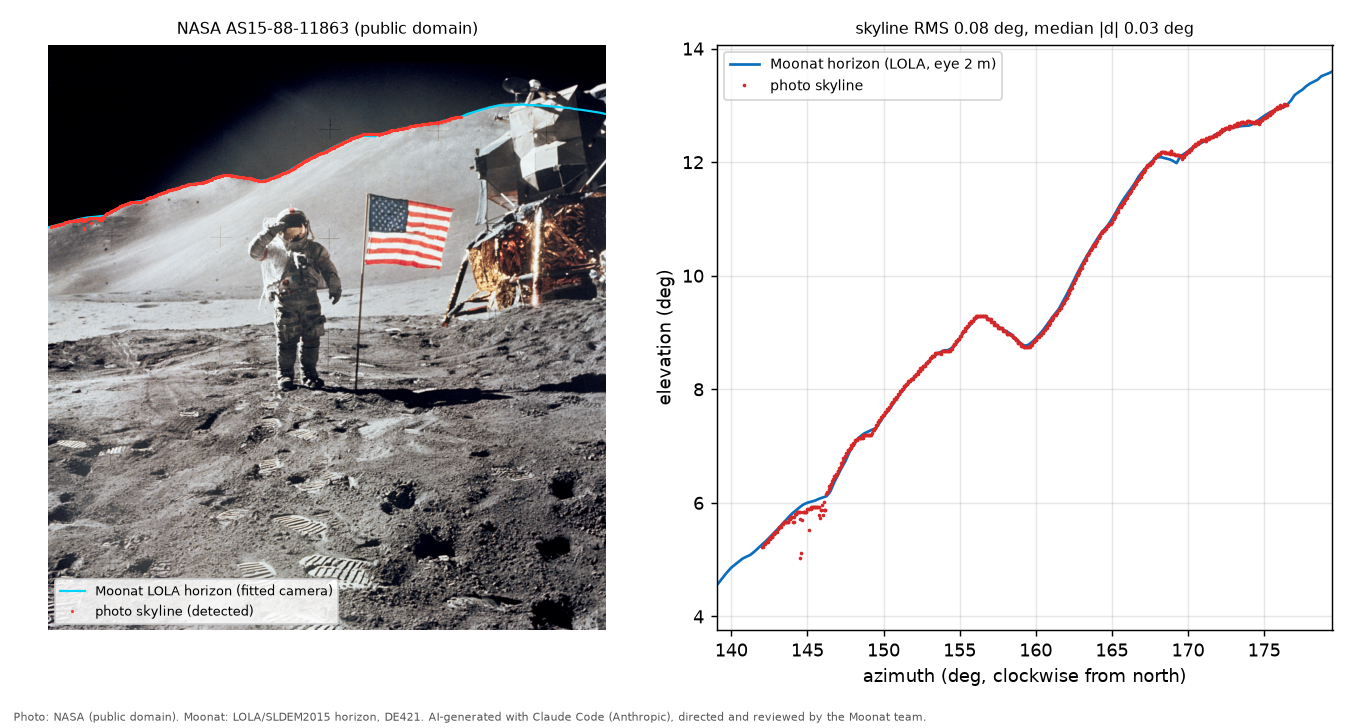 NASA AS15-88-11863 (public domain)
Moonat LOLA horizon (fitted camera)
photo skyline (detected)
skyline RMS 0.08 deg, median |d| 0.03 deg
Moonat horizon (LOLA, eye 2 m)
photo skyline
14
12
10
8
6
4
elevation (deg)
140 145 150 155 160 165 170 175
azimuth (deg, clockwise from north)
Photo: NASA (public domain). Moonat: LOLA/SLDEM2015 horizon, DE421. AI-generated with Claude Code (Anthropic), directed and reviewed by the Moonat team.